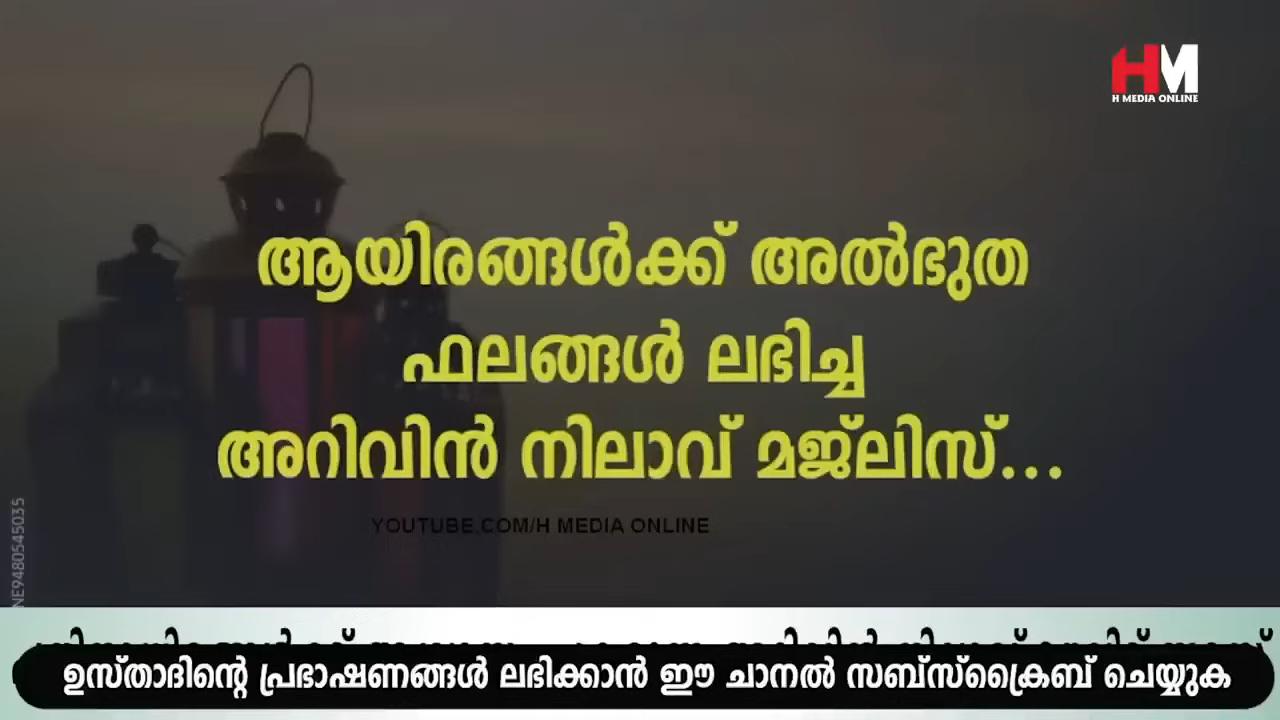 HM
H MEDIA ONLINE
ആയിരങ്ങൾക്ക് അൽഭുത
ഫലങ്ങൾ ലഭിച്ച
അറിവിൻ നിലാവ് മജ്ലിസ്...
YOUTUBE.COM/H MEDIA ONLINE
NE9480545035
ഉസ്താദിന്റെ പ്രഭാഷണങ്ങൾ ലഭിക്കാൻ ഈ ചാനൽ സബ്സ്ക്രൈബ് ചെയ്യുക